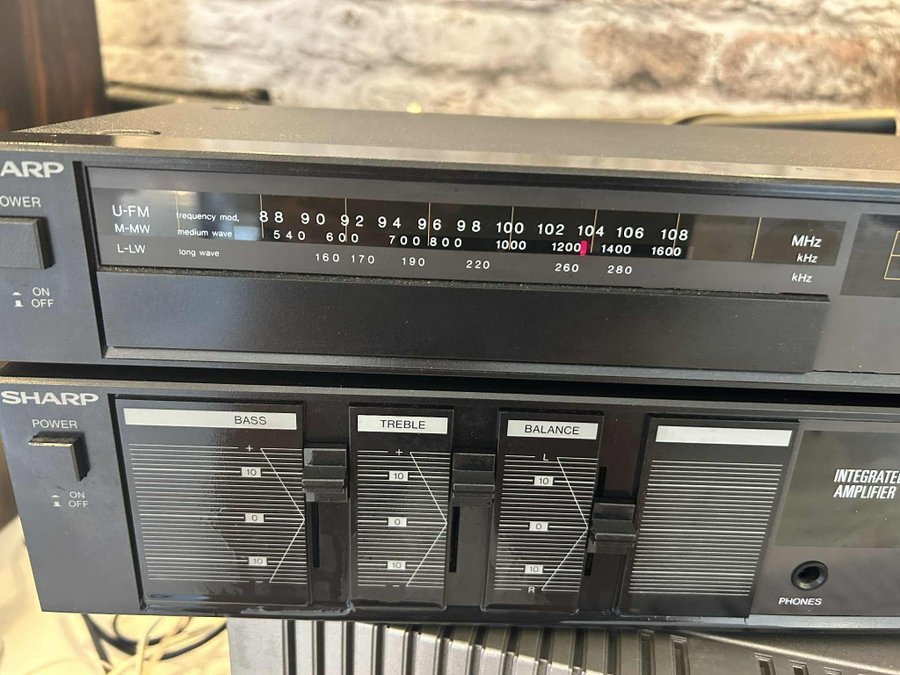 ARP
OWER
ON
OFF
U-FM frequency mod. 88 90 92 94 96 98 100 102 104 106 108 MHz
M-MW medium wave 540 600 700 800 1000 1200 1400 1600 kHz
L-LW long wave 160 170 190 220 260 280 kHz
SHARP
POWER
ON
OFF
BASS
+
10
0
10
-
TREBLE
+
10
0
10
-
BALANCE
L
10
0
10
R
INTEGRATED
AMPLIFIER
PHONES